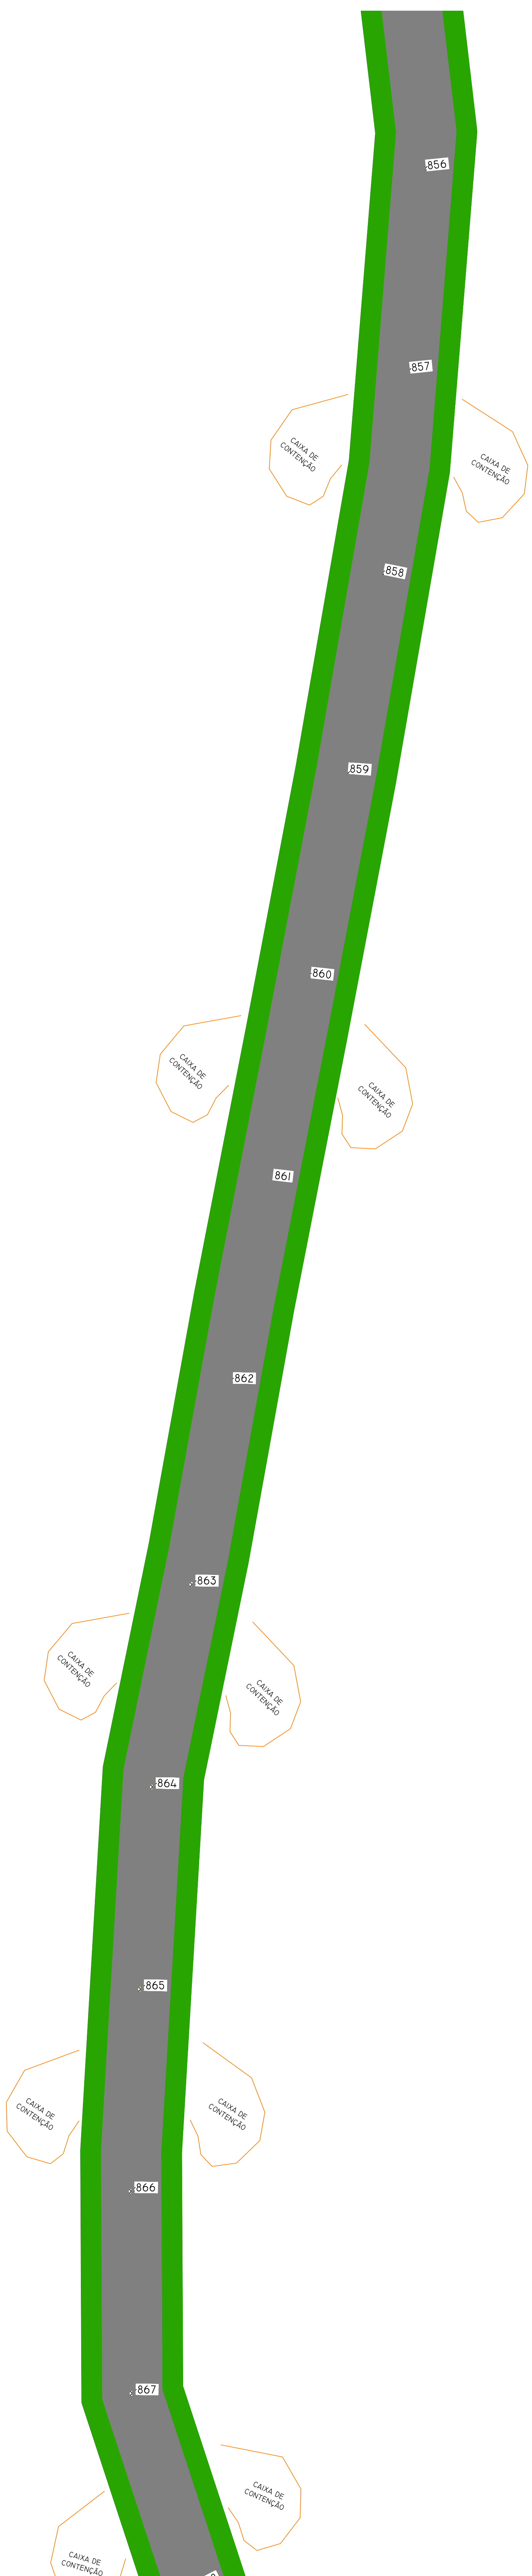 856
857
CAIXA DE
CONTENÇÃO
CAIXA DE
CONTENÇÃO
858
859
860
CAIXA DE
CONTENÇÃO
CAIXA DE
CONTENÇÃO
861
862
863
CAIXA DE
CONTENÇÃO
CAIXA DE
CONTENÇÃO
864
865
CAIXA DE
CONTENÇÃO
CAIXA DE
CONTENÇÃO
866
867
CAIXA DE
CONTENÇÃO
CAIXA DE
CONTENÇÃO